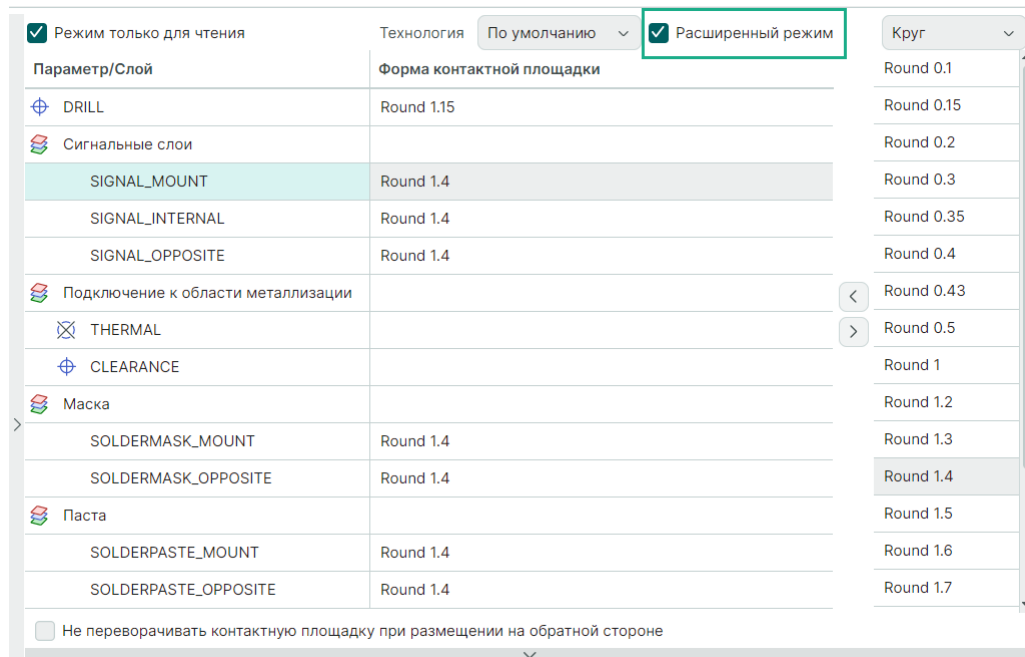 Режим только для чтения Технология По умолчанию Расширенный режим Круг
Параметр/Слой Форма контактной площадки Round 0.1
DRILL Round 1.15 Round 0.15
Сигнальные слои Round 0.2
SIGNAL_MOUNT Round 1.4 Round 0.3
SIGNAL_INTERNAL Round 1.4 Round 0.35
SIGNAL_OPPOSITE Round 1.4 Round 0.4
Подключение к области металлизации Round 0.43
THERMAL Round 0.5
CLEARANCE Round 1
Маска Round 1.2
SOLDERMASK_MOUNT Round 1.4 Round 1.3
SOLDERMASK_OPPOSITE Round 1.4 Round 1.4
Паста Round 1.5
SOLDERPASTE_MOUNT Round 1.4 Round 1.6
SOLDERPASTE_OPPOSITE Round 1.4 Round 1.7
Не переворачивать контактную площадку при размещении на обратной стороне